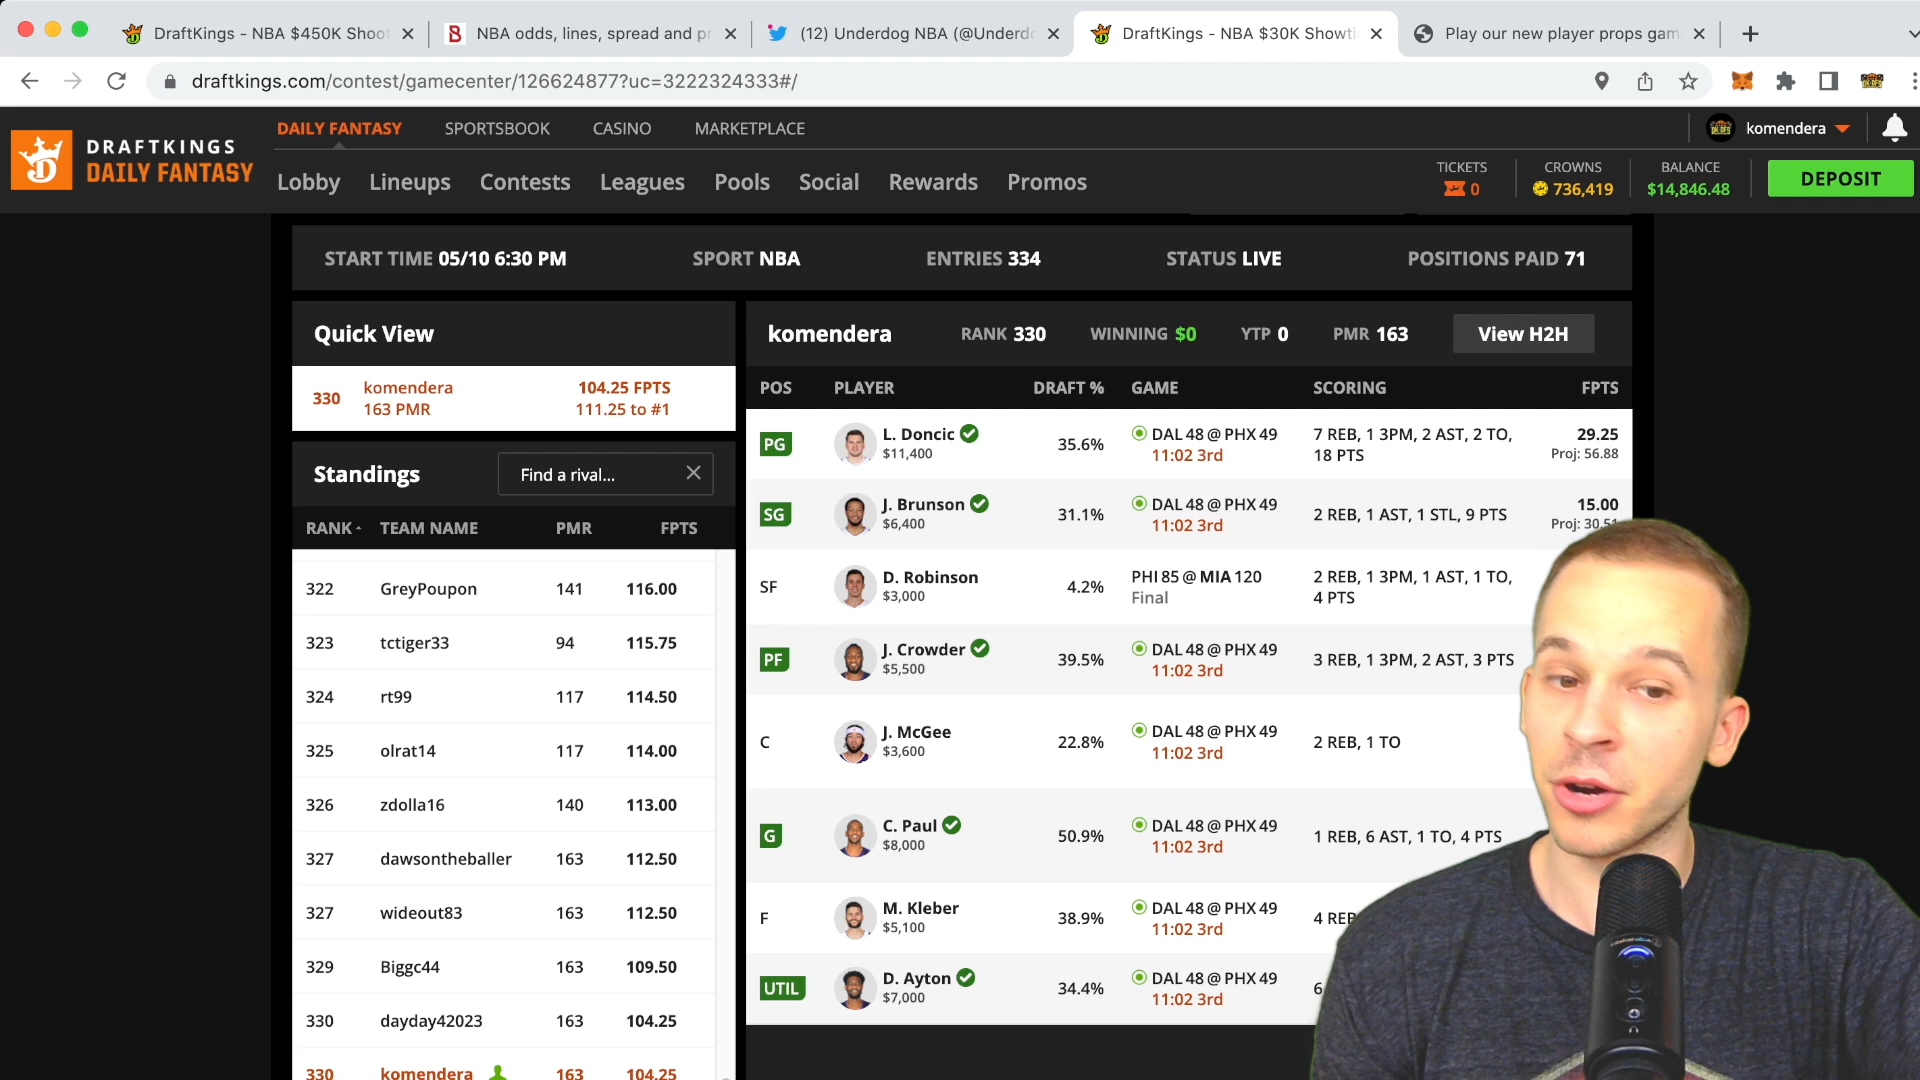 DraftKings - NBA $450K Shoot
NBA odds, lines, spread and pr
(12) Underdog NBA (@Underdo
DraftKings - NBA $30K Showti
Play our new player props gam
draftkings.com/contest/gamecenter/126624877?uc=3222324333#/
DRAFTKINGS
DAILY FANTASY
DAILY FANTASY
SPORTSBOOK
CASINO
MARKETPLACE
komendera
Lobby
Lineups
Contests
Leagues
Pools
Social
Rewards
Promos
TICKETS
0
CROWNS
736,419
BALANCE
$14,846.48
DEPOSIT
START TIME 05/10 6:30 PM
SPORT NBA
ENTRIES 334
STATUS LIVE
POSITIONS PAID 71
Quick View
330 komendera 104.25 FPTS
163 PMR 111.25 to #1
Standings
Find a rival...
RANK TEAM NAME PMR FPTS
322 GreyPoupon 141 116.00
323 tctiger33 94 115.75
324 rt99 117 114.50
325 olrat14 117 114.00
326 zdolla16 140 113.00
327 dawsontheballer 163 112.50
327 wideout83 163 112.50
329 Biggc44 163 109.50
330 dayday42023 163 104.25
330 komendera 163 104.25
komendera
RANK 330
WINNING $0
YTP 0
PMR 163
View H2H
POS PLAYER DRAFT % GAME SCORING FPTS
PG L. Doncic 35.6% DAL 48 @ PHX 49 7 REB, 1 3PM, 2 AST, 2 TO, 29.25
$11,400 11:02 3rd 18 PTS Proj: 56.88
SG J. Brunson 31.1% DAL 48 @ PHX 49 2 REB, 1 AST, 1 STL, 9 PTS 15.00
$6,400 11:02 3rd Proj: 30.51
SF D. Robinson 4.2% PHI 85 @ MIA 120 2 REB, 1 3PM, 1 AST, 1 TO,
$3,000 Final 4 PTS
PF J. Crowder 39.5% DAL 48 @ PHX 49 3 REB, 1 3PM, 2 AST, 3 PTS
$5,500 11:02 3rd
C J. McGee 22.8% DAL 48 @ PHX 49 2 REB, 1 TO
$3,600 11:02 3rd
G C. Paul 50.9% DAL 48 @ PHX 49 1 REB, 6 AST, 1 TO, 4 PTS
$8,000 11:02 3rd
F M. Kleber 38.9% DAL 48 @ PHX 49 4 REB
$5,100 11:02 3rd
UTIL D. Ayton 34.4% DAL 48 @ PHX 49 6
$7,000 11:02 3rd